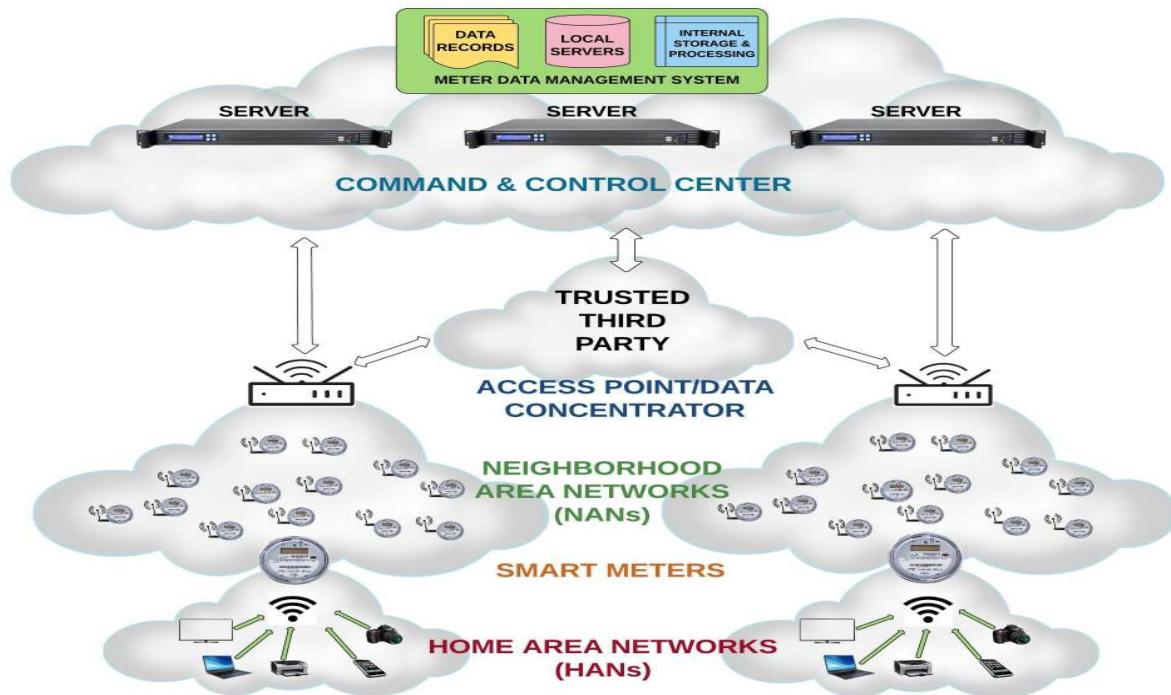 DATA
RECORDS
LOCAL
SERVERS
INTERNAL
STORAGE &
PROCESSING
METER DATA MANAGEMENT SYSTEM
SERVER
SERVER
SERVER
COMMAND & CONTROL CENTER
TRUSTED
THIRD
PARTY
ACCESS POINT/DATA
CONCENTRATOR
NEIGHBORHOOD
AREA NETWORKS
(NANs)
SMART METERS
HOME AREA NETWORKS
(HANs)